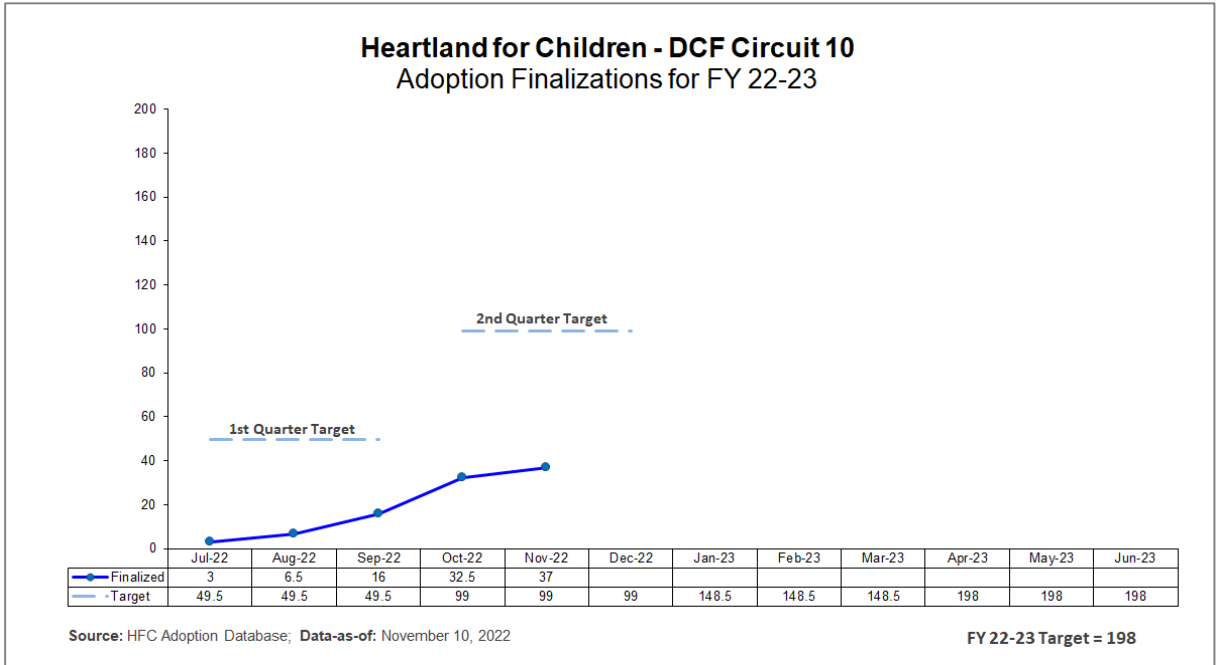 Heartland for Children - DCF Circuit 10
Adoption Finalizations for FY 22-23
200
180
160
140
120
100
80
60
40
20
0
2nd Quarter Target
1st Quarter Target
Jul-22 Aug-22 Sep-22 Oct-22 Nov-22 Dec-22 Jan-23 Feb-23 Mar-23 Apr-23 May-23 Jun-23
Finalized 3 6.5 16 32.5 37
Target 49.5 49.5 49.5 99 99 99 148.5 148.5 148.5 198 198 198
Source: HFC Adoption Database; Data-as-of: November 10, 2022
FY 22-23 Target = 198